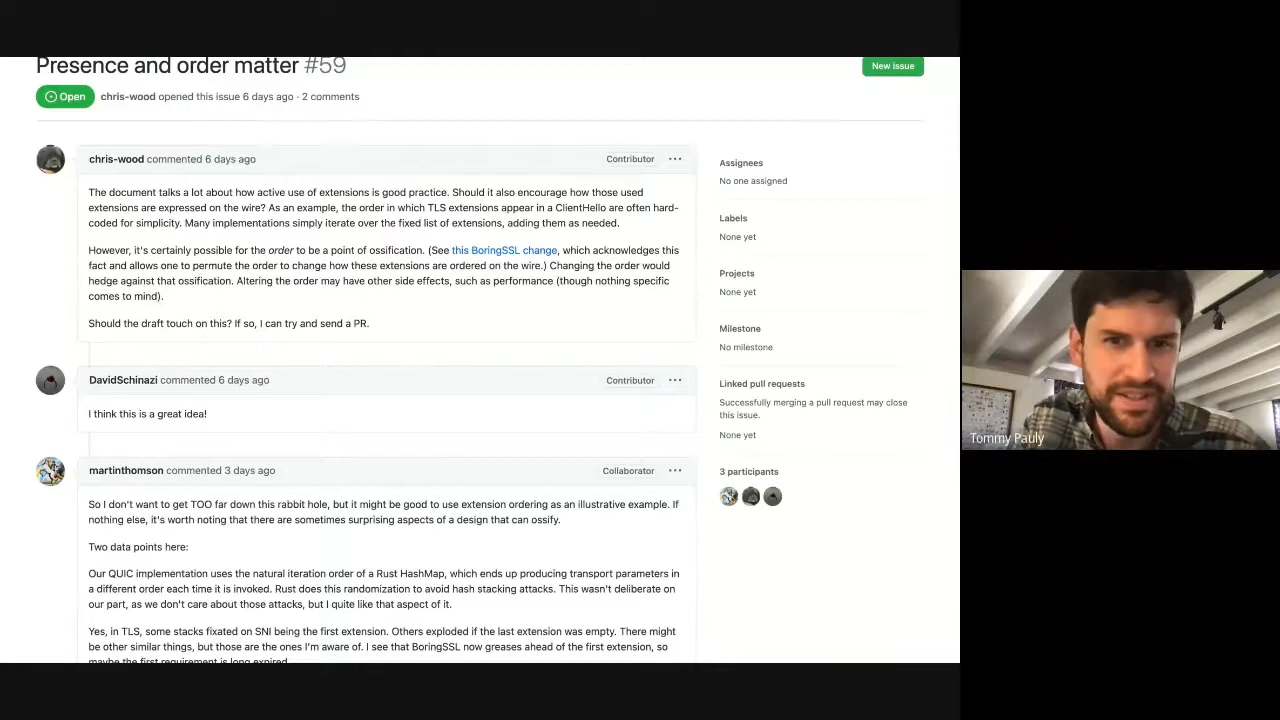 Presence and order matter #59
New issue
Open
chris-wood opened this issue 6 days ago · 2 comments
chris-wood commented 6 days ago
Contributor
The document talks a lot about how active use of extensions is good practice. Should it also encourage how those used
extensions are expressed on the wire? As an example, the order in which TLS extensions appear in a ClientHello are often hard-
coded for simplicity. Many implementations simply iterate over the fixed list of extensions, adding them as needed.
However, it's certainly possible for the order to be a point of ossification. (See this BoringSSL change, which acknowledges this
fact and allows one to permute the order to change how these extensions are ordered on the wire.) Changing the order would
hedge against that ossification. Altering the order may have other side effects, such as performance (though nothing specific
comes to mind).
Should the draft touch on this? If so, I can try and send a PR.
DavidSchinazi commented 6 days ago
Contributor
I think this is a great idea!
martinthomson commented 3 days ago
Collaborator
So I don't want to get TOO far down this rabbit hole, but it might be good to use extension ordering as an illustrative example. If
nothing else, it's worth noting that there are sometimes surprising aspects of a design that can ossify.
Two data points here:
Our QUIC implementation uses the natural iteration order of a Rust HashMap, which ends up producing transport parameters in
a different order each time it is invoked. Rust does this randomization to avoid hash stacking attacks. This wasn't deliberate on
our part, as we don't care about those attacks, but I quite like that aspect of it.
Yes, in TLS, some stacks fixated on SNI being the first extension. Others exploded if the last extension was empty. There might
be other similar things, but those are the ones I'm aware of. I see that BoringSSL now greases ahead of the first extension, so
maybe the first requirement is long expired.
Assignees
No one assigned
Labels
None yet
Projects
None yet
Milestone
No milestone
Linked pull requests
Successfully merging a pull request may close
this issue.
None yet
3 participants
Tommy Pauly